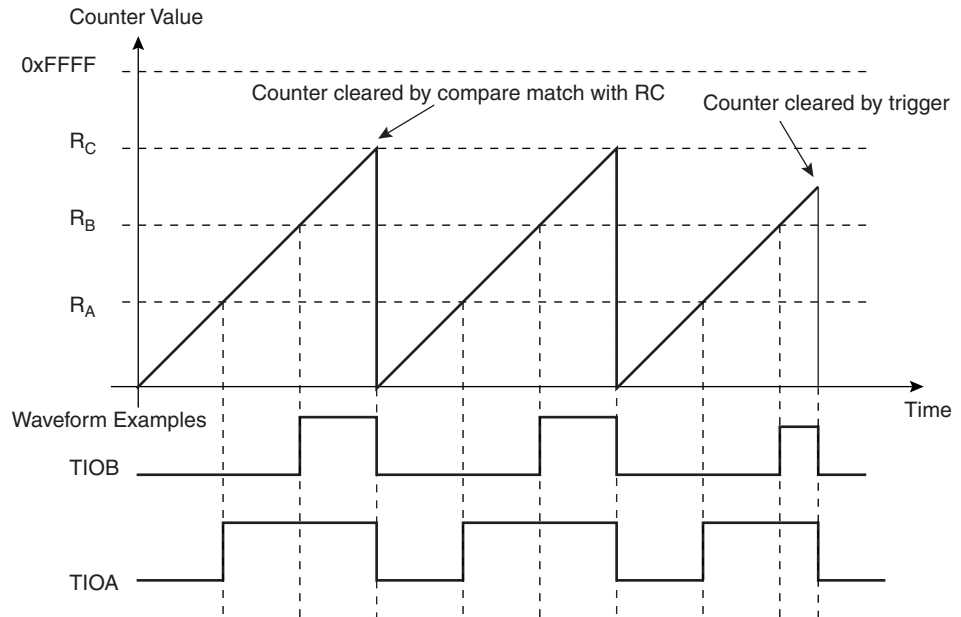 Counter Value
0xFFFF
Counter cleared by compare match with RC
Counter cleared by trigger
RC
RB
RA
Time
Waveform Examples
TIOB
TIOA